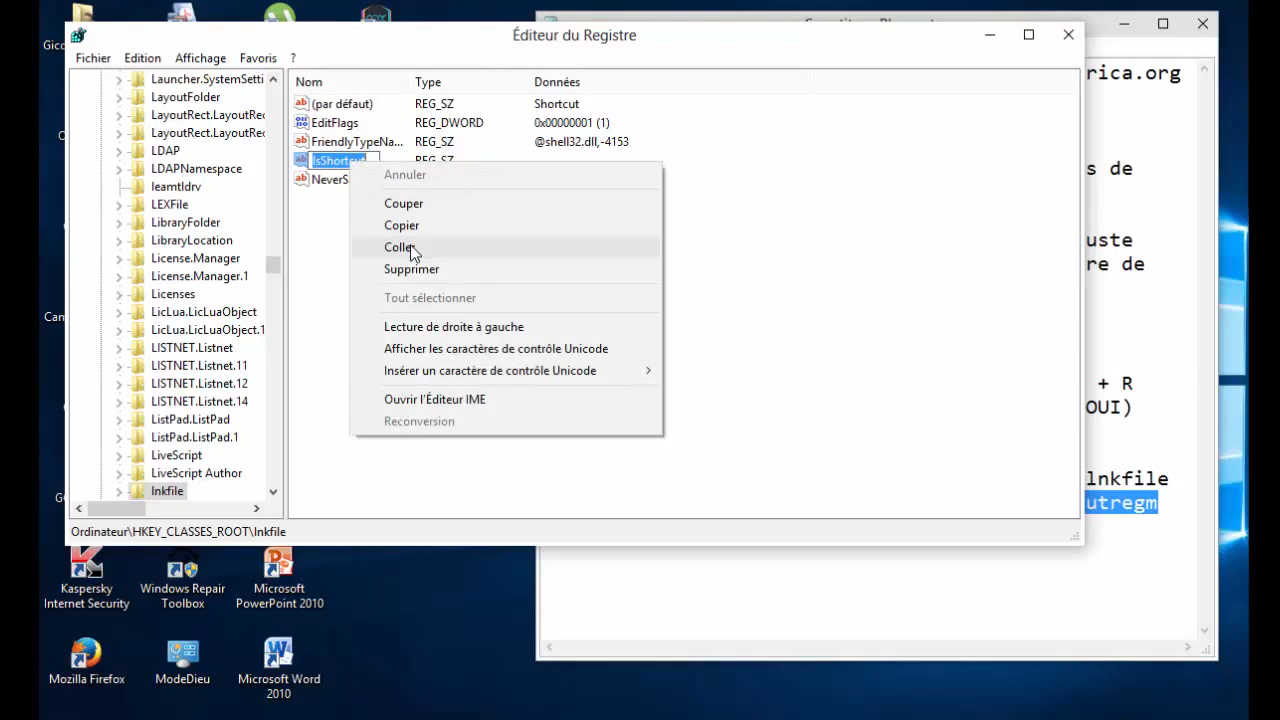 Éditeur du Registre
Fichier Edition Affichage Favoris ?
Launcher.SystemSetti
LayoutFolder
LayoutRect.LayoutRec
LayoutRect.LayoutRec
LDAP
LDAPNamespace
leamtldrv
LEXFile
LibraryFolder
LibraryLocation
License.Manager
License.Manager.1
Licenses
LicLua.LicLuaObject
LicLua.LicLuaObject.1
LISTNET.Listnet
LISTNET.Listnet.11
LISTNET.Listnet.12
LISTNET.Listnet.14
ListPad.ListPad
ListPad.ListPad.1
LiveScript
LiveScript Author
lnkfile
Nom Type Données
(par défaut) REG_SZ Shortcut
EditFlags REG_DWORD 0x00000001 (1)
FriendlyTypeNa... REG_SZ @shell32.dll,-4153
IsShortcut REG_SZ
NeverS
Annuler
Couper
Copier
Coller
Supprimer
Tout sélectionner
Lecture de droite à gauche
Afficher les caractères de contrôle Unicode
Insérer un caractère de contrôle Unicode
Ouvrir l'Éditeur IME
Reconversion
Ordinateur\HKEY_CLASSES_ROOT\lnkfile
rica.org
s de
uste
re de
+ R
OUI)
lnkfile
utregm
Kaspersky
Internet Security
Windows Repair
Toolbox
Microsoft
PowerPoint 2010
Mozilla Firefox
ModeDieu
Microsoft Word
2010